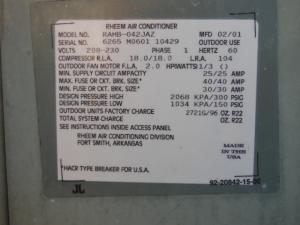 RHEEM AIR CONDITIONER
MODEL NO. RAMB-042JAZ MFD 02/01
SERIAL NO. 6265 M0601 10429 OUTDOOR USE
VOLTS 208-230 PHASE 1 HERTZ 60
COMPRESSOR R.L.A. 18.0/18.0 L.R.A. 104
OUTDOOR FAN MOTOR F.L.A. 2.0 HP(WATTS)1/3 ()
MIN. SUPPLY CIRCUIT AMPACITY 25/25 AMP
MAX. FUSE OR CKT. BRK. SIZE* 40/40 AMP
MIN. FUSE OR CKT. BRK. SIZE* 30/30 AMP
DESIGN PRESSURE HIGH 2068 KPA/300 PSIG
DESIGN PRESSURE LOW 1034 KPA/150 PSIG
OUTDOOR UNITS FACTORY CHARGE 2721G/96 OZ. R22
TOTAL SYSTEM CHARGE OZ. R22
SEE INSTRUCTIONS INSIDE ACCESS PANEL
RHEEM AIR CONDITIONING DIVISION
FORT SMITH, ARKANSAS
MADE
IN THE
USA
*HACR TYPE BREAKER FOR U.S.A.
92-20842-15-00